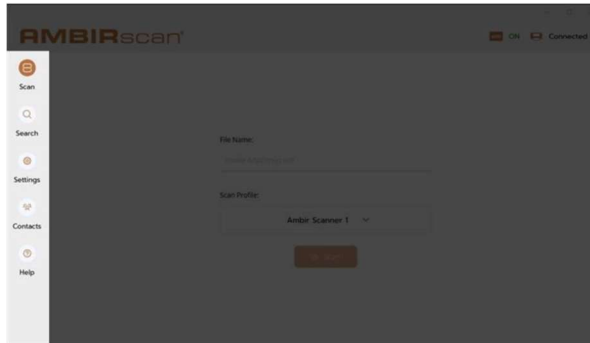 AMBIRscan
ON Connected
Scan
Search
Settings
Contacts
Help
File Name:
Scan Profile:
Ambir Scanner 1